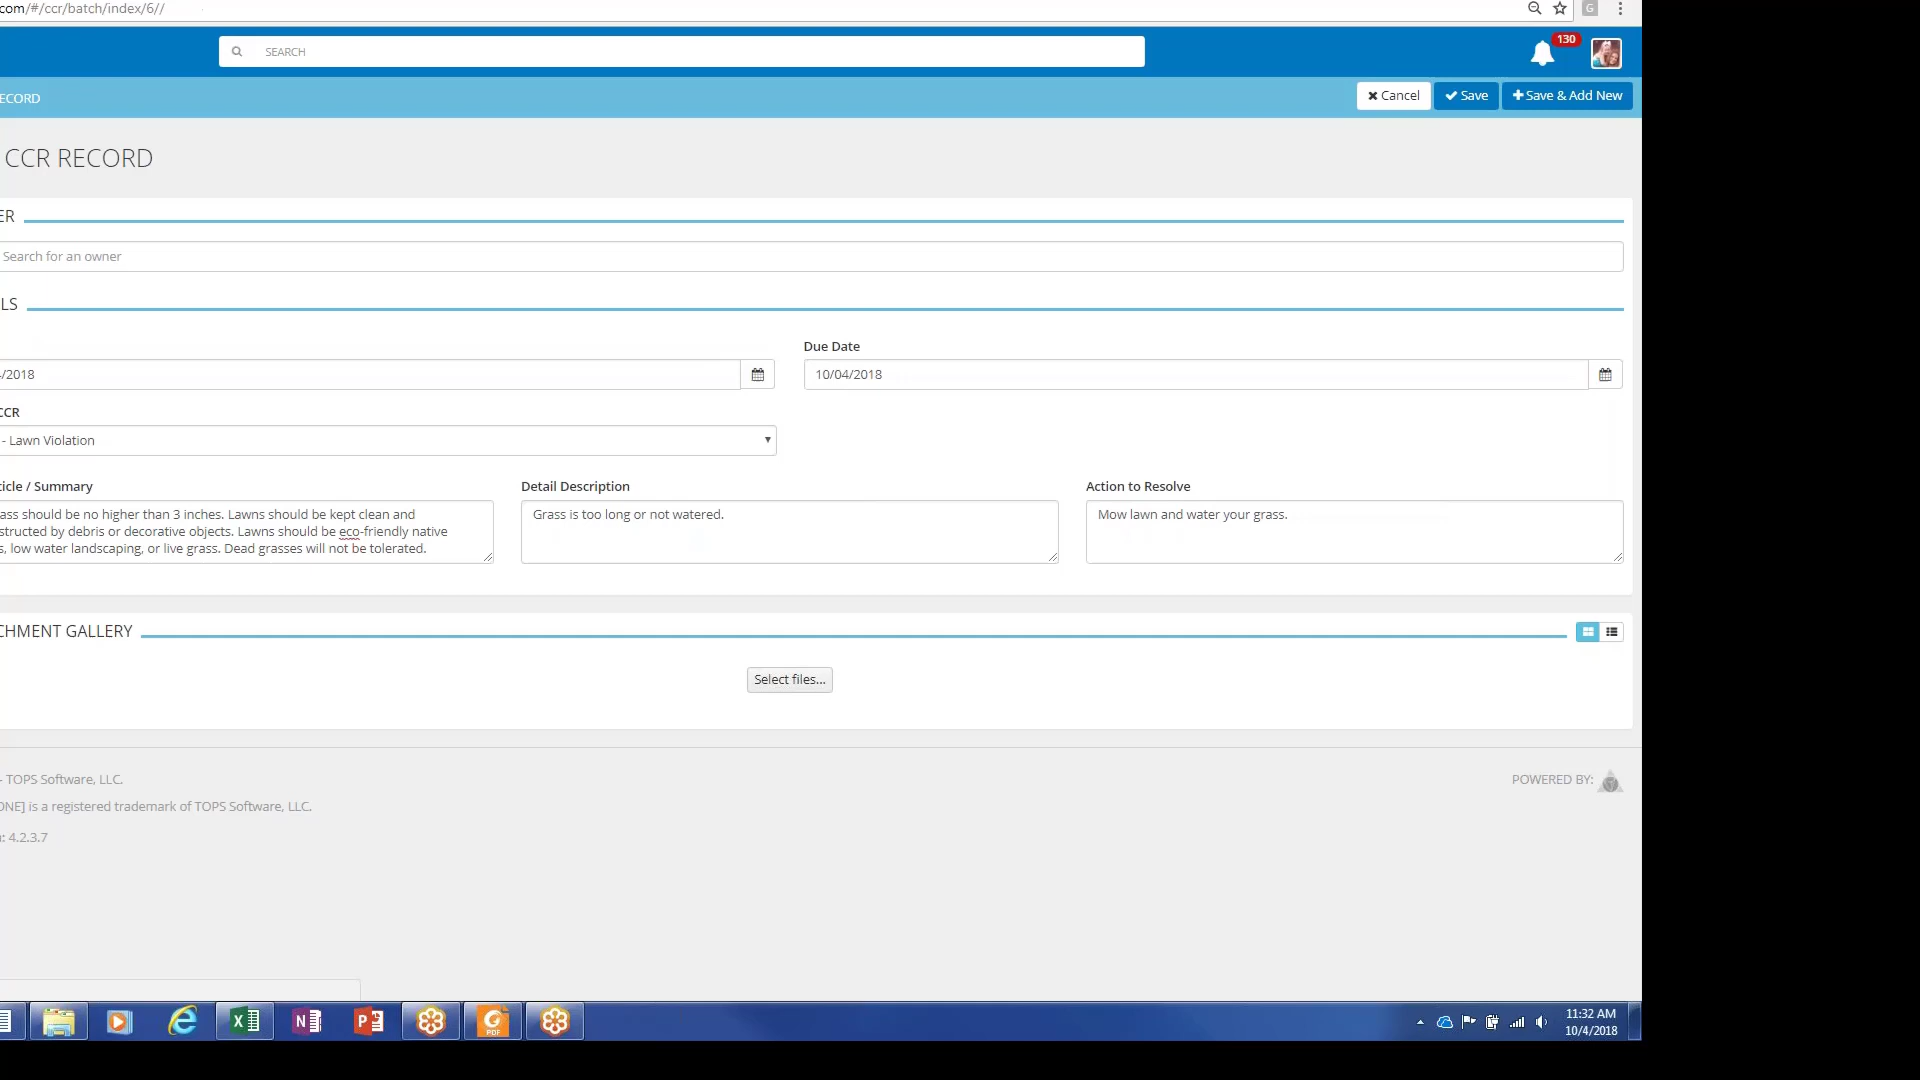 com/#/ccr/batch/index/6//
G
SEARCH
130
ECORD
Cancel
Save
Save & Add New
CCR RECORD
ER
Search for an owner
LS
Due Date
/2018
10/04/2018
CCR
- Lawn Violation
icle / Summary
Detail Description
Action to Resolve
ass should be no higher than 3 inches. Lawns should be kept clean and
structed by debris or decorative objects. Lawns should be eco-friendly native
s, low water landscaping, or live grass. Dead grasses will not be tolerated.
Grass is too long or not watered.
Mow lawn and water your grass.
CHMENT GALLERY
Select files...
- TOPS Software, LLC.
POWERED BY:
ONE] is a registered trademark of TOPS Software, LLC.
: 4.2.3.7
PDF
11:32 AM
10/4/2018